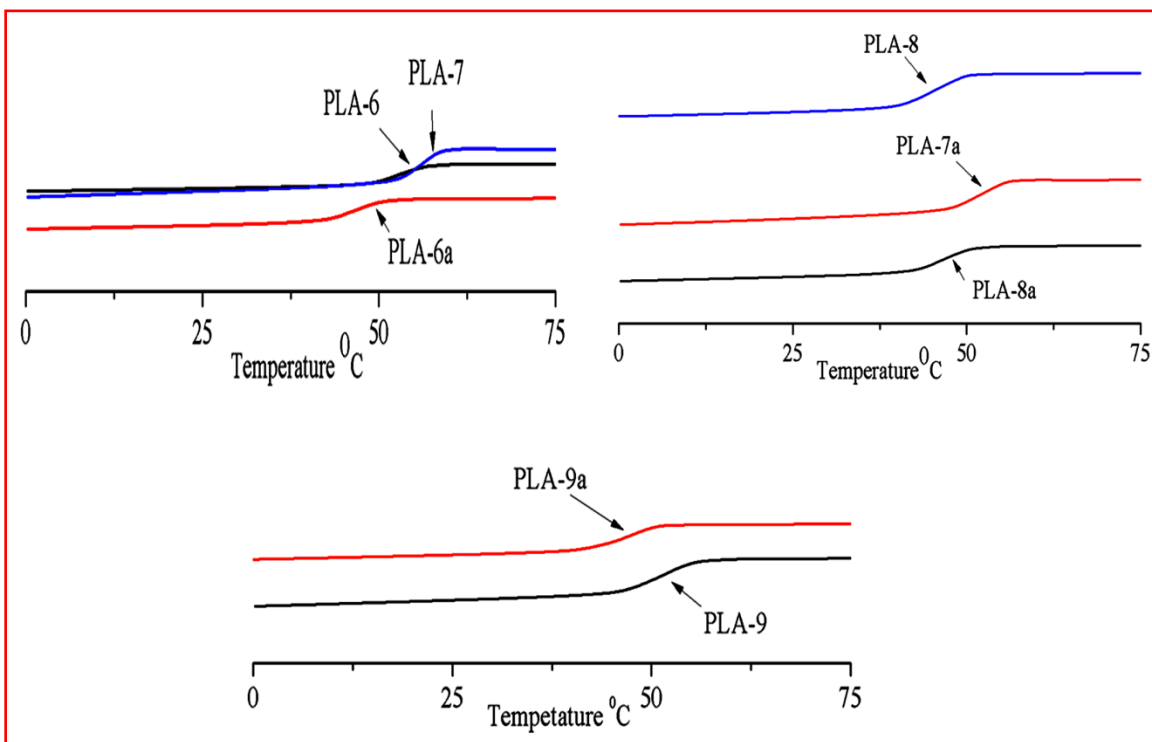 PLA-7
PLA-6
PLA-6a
0 25 50 75
Temperature 0C
PLA-8
PLA-7a
PLA-8a
0 25 50 75
Temperature 0C
PLA-9a
PLA-9
0 25 50 75
Tempetature 0C